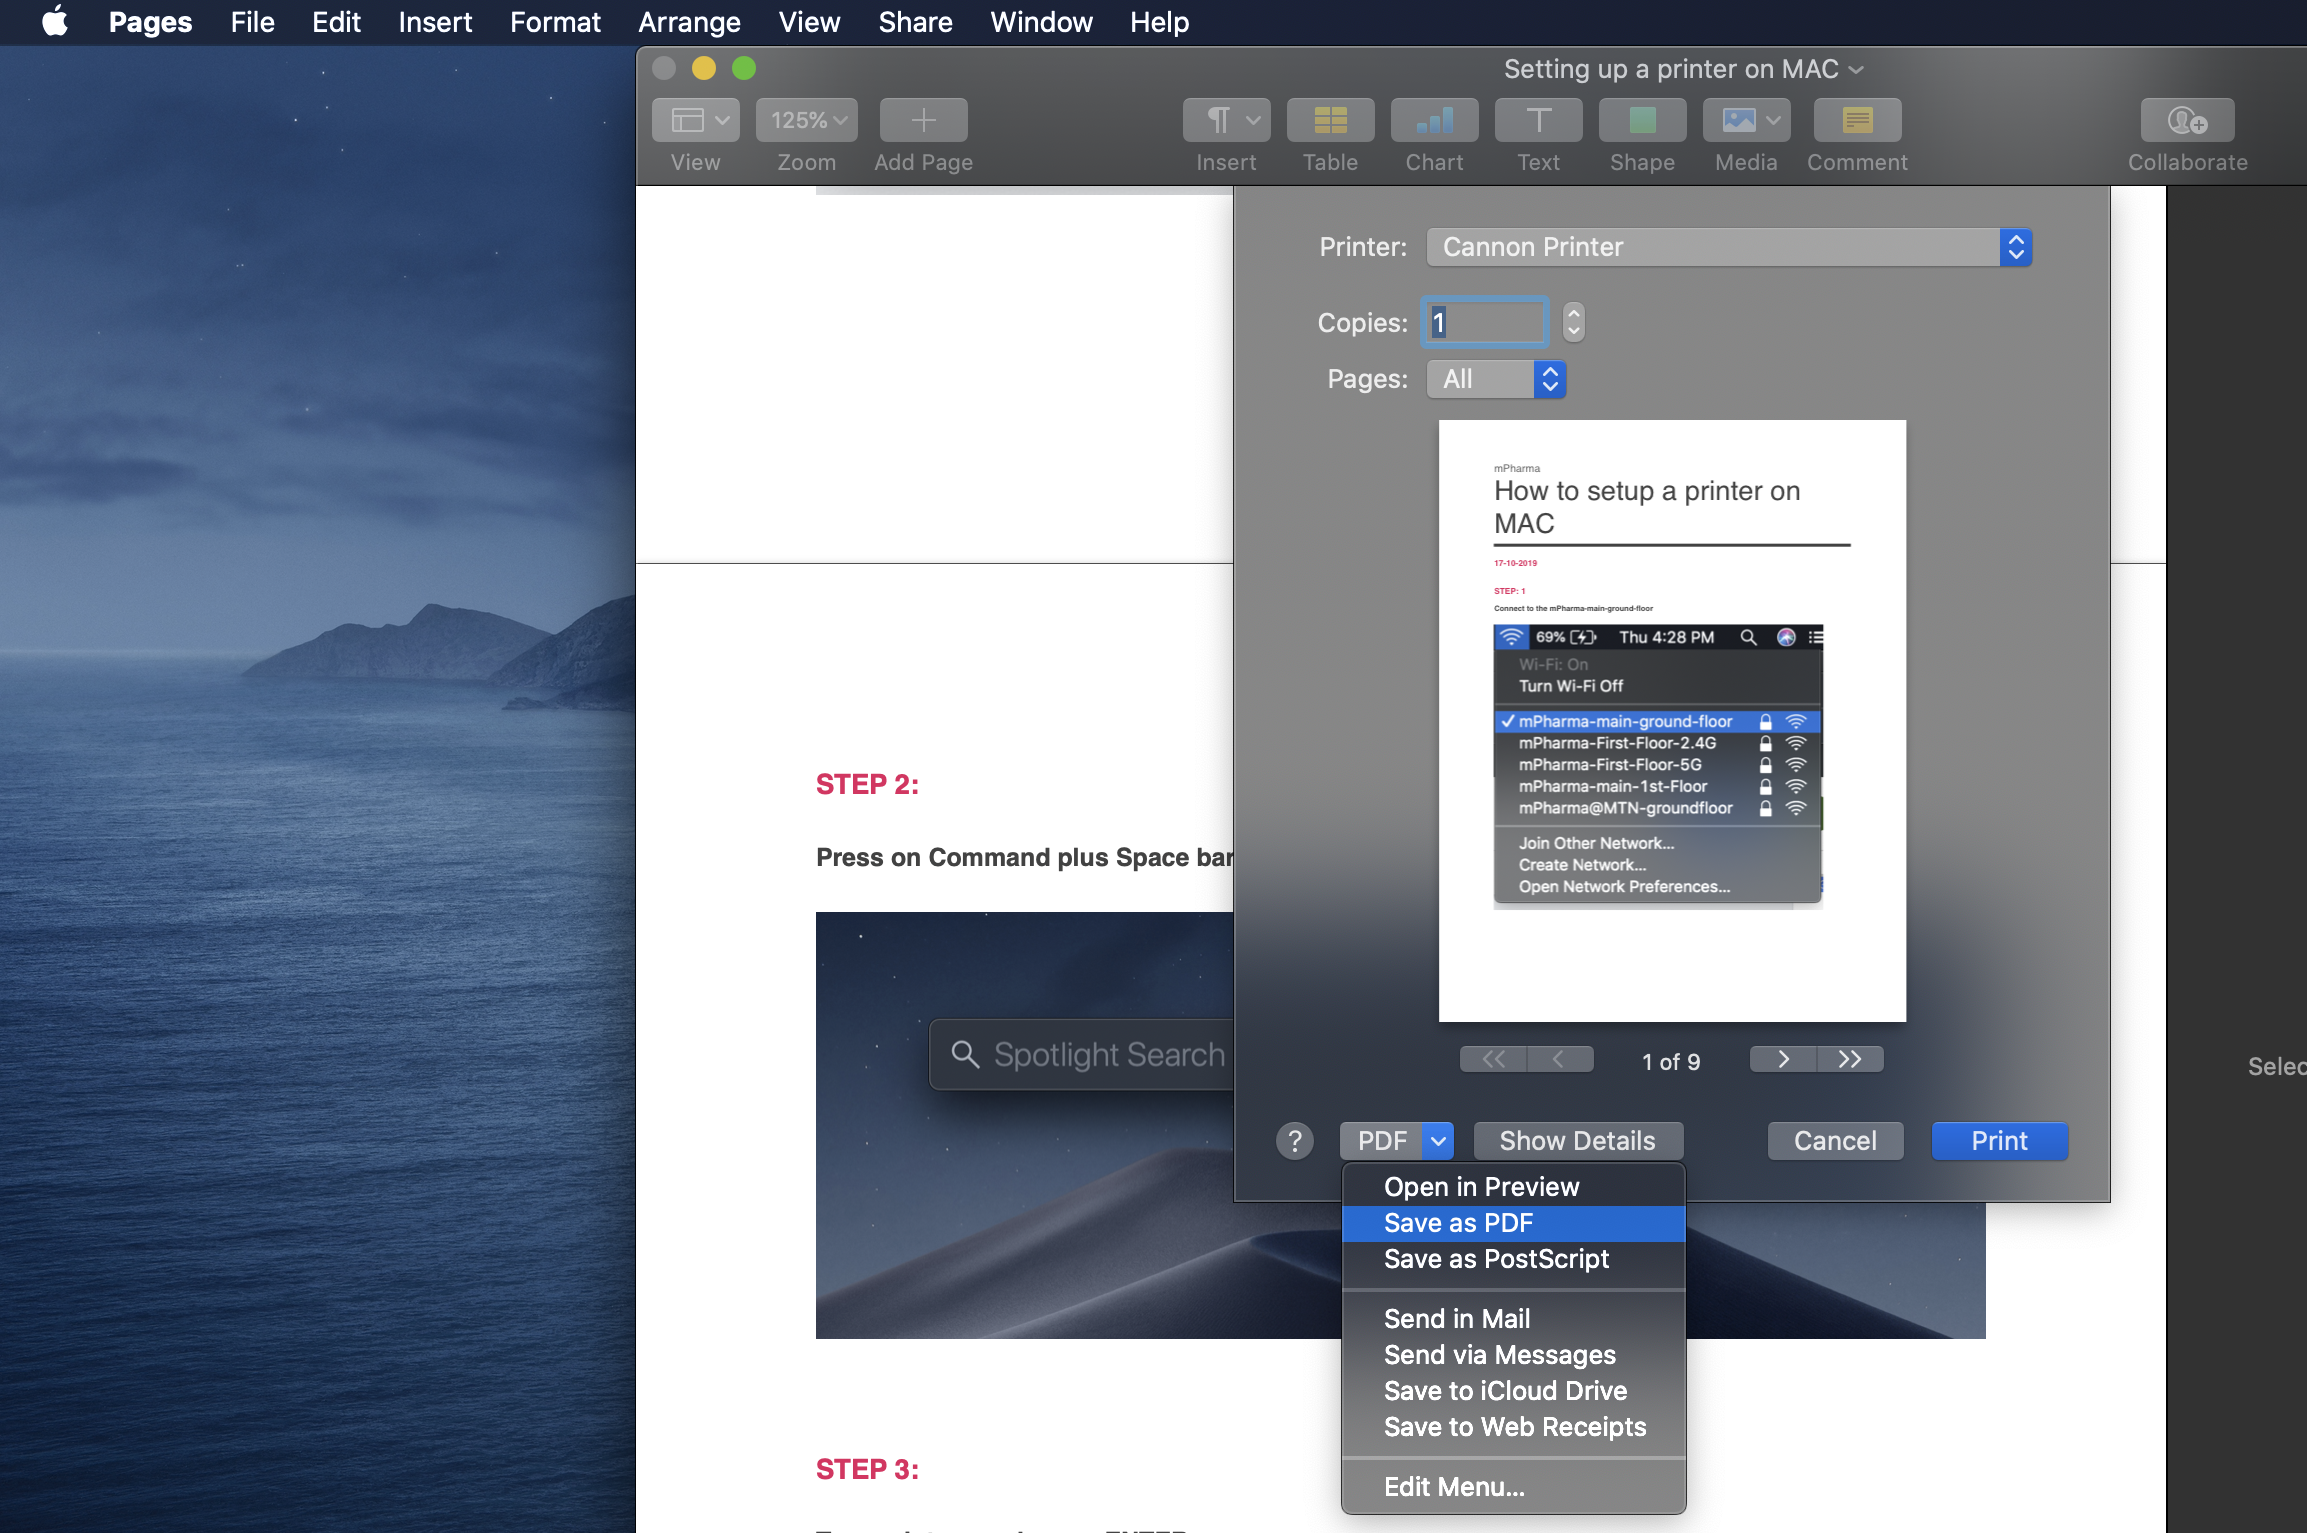 Pages File Edit Insert Format Arrange View Share Window Help
Setting up a printer on MAC
125%
View Zoom Add Page Insert Table Chart Text Shape Media Comment Collaborate
Printer: Cannon Printer
Copies: 1
Pages: All
mPharma
How to setup a printer on
MAC
17-10-2019
STEP: 1
Connect to the mPharma-main-ground-floor
69% Thu 4:28 PM
Wi-Fi: On
Turn Wi-Fi Off
mPharma-main-ground-floor
mPharma-First-Floor-2.4G
mPharma-First-Floor-5G
mPharma-main-1st-Floor
mPharma@MTN-groundfloor
Join Other Network...
Create Network...
Open Network Preferences...
1 of 9
? PDF Show Details Cancel Print
Open in Preview
Save as PDF
Save as PostScript
Send in Mail
Send via Messages
Save to iCloud Drive
Save to Web Receipts
Edit Menu...
STEP 2:
Press on Command plus Space bar
Spotlight Search
STEP 3:
Selec